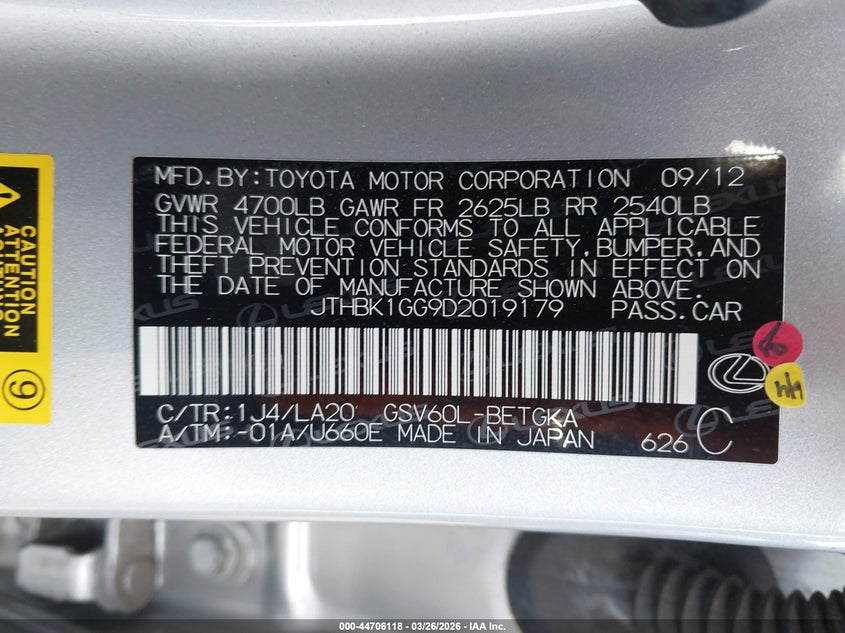 MFD.BY:TOYOTA MOTOR CORPORATION 09/12
GVWR 4700LB GAWR FR 2625LB RR 2540LB
THIS VEHICLE CONFORMS TO ALL APPLICABLE
FEDERAL MOTOR VEHICLE SAFETY,BUMPER,AND
THEFT PREVENTION STANDARDS IN EFFECT ON
THE DATE OF MANUFACTURE SHOWN ABOVE.
JTHBK1GG9D2019179 PASS.CAR
C/TR:1J4/LA20 GSV60L-BETGKA
A/TM:-01A/U660E MADE IN JAPAN 626 C
CAUTION
ATTENTION
9
LEXUS
000-44706118 - 03/26/2026 - IAA Inc.